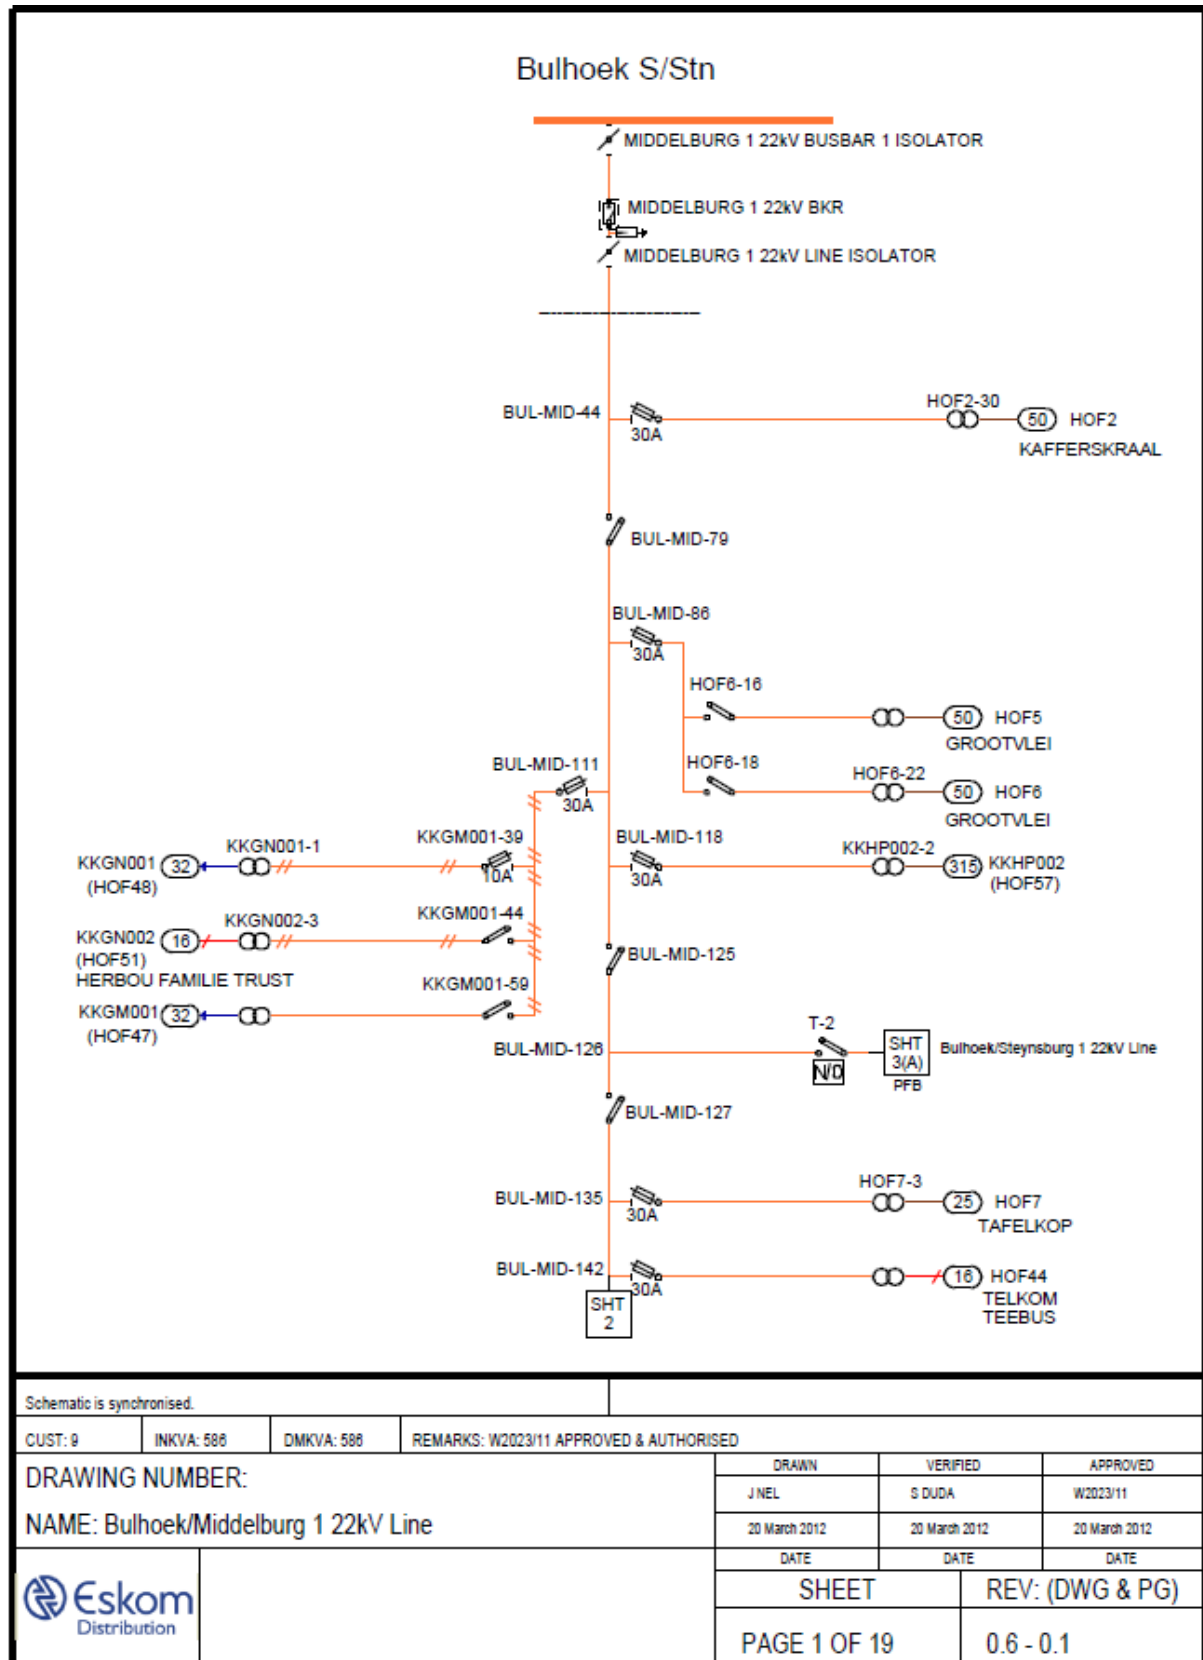 Bulhoek S/Stn
MIDDELBURG 1 22kV BUSBAR 1 ISOLATOR
MIDDELBURG 1 22kV BKR
MIDDELBURG 1 22kV LINE ISOLATOR
BUL-MID-44
30A
HOF2-30
50
HOF2
KAFFERSKRAAL
BUL-MID-79
BUL-MID-86
30A
HOF6-16
50
HOF5
GROOTVLEI
HOF6-18
HOF6-22
50
HOF6
GROOTVLEI
BUL-MID-111
30A
BUL-MID-118
30A
KKHP002-2
315
KKHP002
(HOF57)
KKGN001
(HOF48)
32
KKGN001-1
KKGM001-39
10A
KKGN002
(HOF51)
HERBOU FAMILIE TRUST
16
KKGN002-3
KKGM001-44
KKGM001
(HOF47)
32
KKGM001-59
BUL-MID-125
BUL-MID-126
T-2
N/O
SHT
3(A)
PFB
Bulhoek/Steynsburg 1 22kV Line
BUL-MID-127
BUL-MID-135
30A
HOF7-3
25
HOF7
TAFELKOP
BUL-MID-142
30A
16
HOF44
TELKOM
TEEBUS
SHT
2
Schematic is synchronised.
CUST: 9
INKVA: 586
DMKVA: 586
REMARKS: W2023/11 APPROVED & AUTHORISED
DRAWING NUMBER:
NAME: Bulhoek/Middelburg 1 22kV Line
DRAWN
VERIFIED
APPROVED
J NEL
S DUDA
W2023/11
20 March 2012
20 March 2012
20 March 2012
DATE
DATE
DATE
Eskom
Distribution
SHEET
REV: (DWG & PG)
PAGE 1 OF 19
0.6 - 0.1